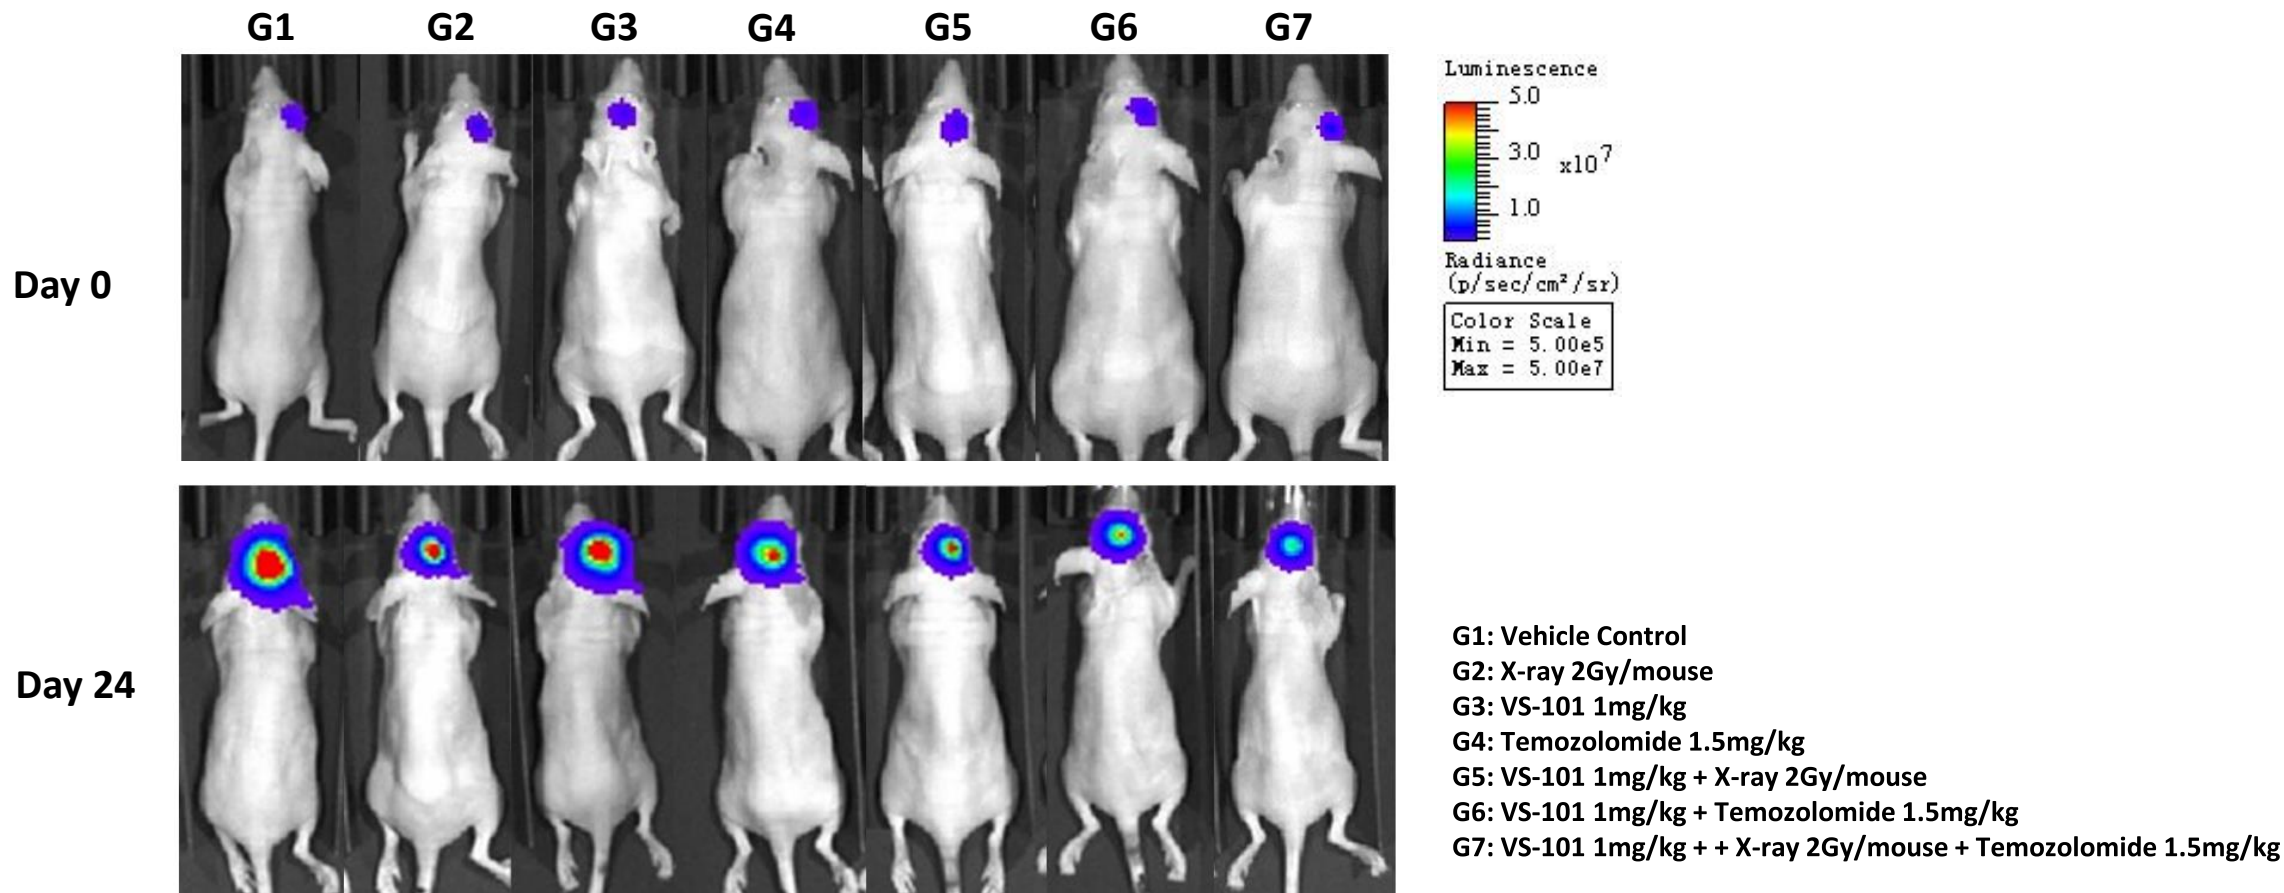 G1 G2 G3 G4 G5 G6 G7
Luminescence
5.0
3.0 x10⁷
1.0
Radiance
(p/sec/cm²/sr)
Color Scale
Min = 5.00e5
Max = 5.00e7
Day 0
Day 24
G1: Vehicle Control
G2: X-ray 2Gy/mouse
G3: VS-101 1mg/kg
G4: Temozolomide 1.5mg/kg
G5: VS-101 1mg/kg + X-ray 2Gy/mouse
G6: VS-101 1mg/kg + Temozolomide 1.5mg/kg
G7: VS-101 1mg/kg + + X-ray 2Gy/mouse + Temozolomide 1.5mg/kg